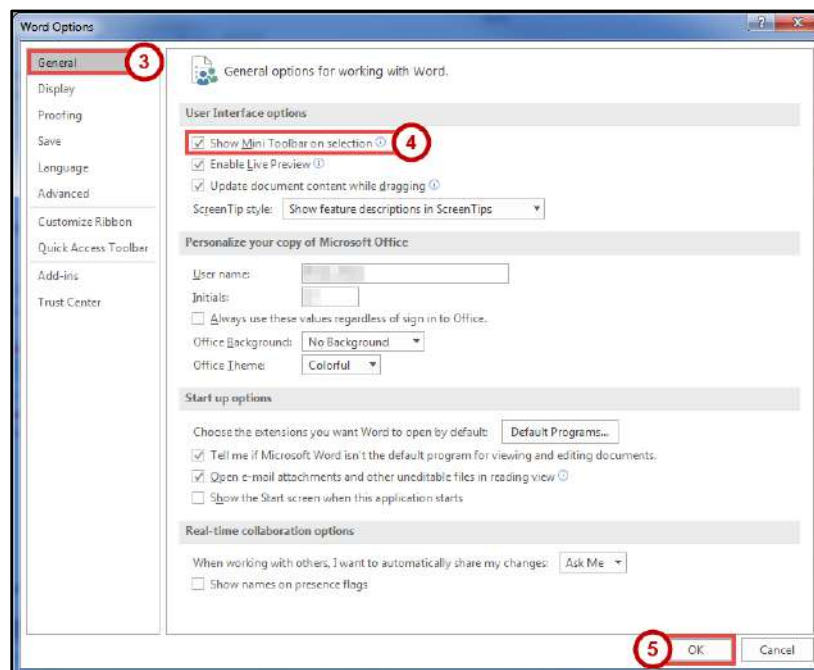 Word Options
General
3
Display
Proofing
Save
Language
Advanced
Customize Ribbon
Quick Access Toolbar
Add-ins
Trust Center
General options for working with Word.
User Interface options
Show Mini Toolbar on selection
4
Enable Live Preview
Update document content while dragging
ScreenTip style: Show feature descriptions in ScreenTips
Personalize your copy of Microsoft Office
User name:
Initials:
Always use these values regardless of sign in to Office.
Office Background: No Background
Office Theme: Colorful
Start up options
Choose the extensions you want Word to open by default: Default Programs...
Tell me if Microsoft Word isn't the default program for viewing and editing documents.
Open e-mail attachments and other uneditable files in reading view
Show the Start screen when this application starts
Real-time collaboration options
When working with others, I want to automatically share my changes: Ask Me
Show names on presence flags
5
OK
Cancel